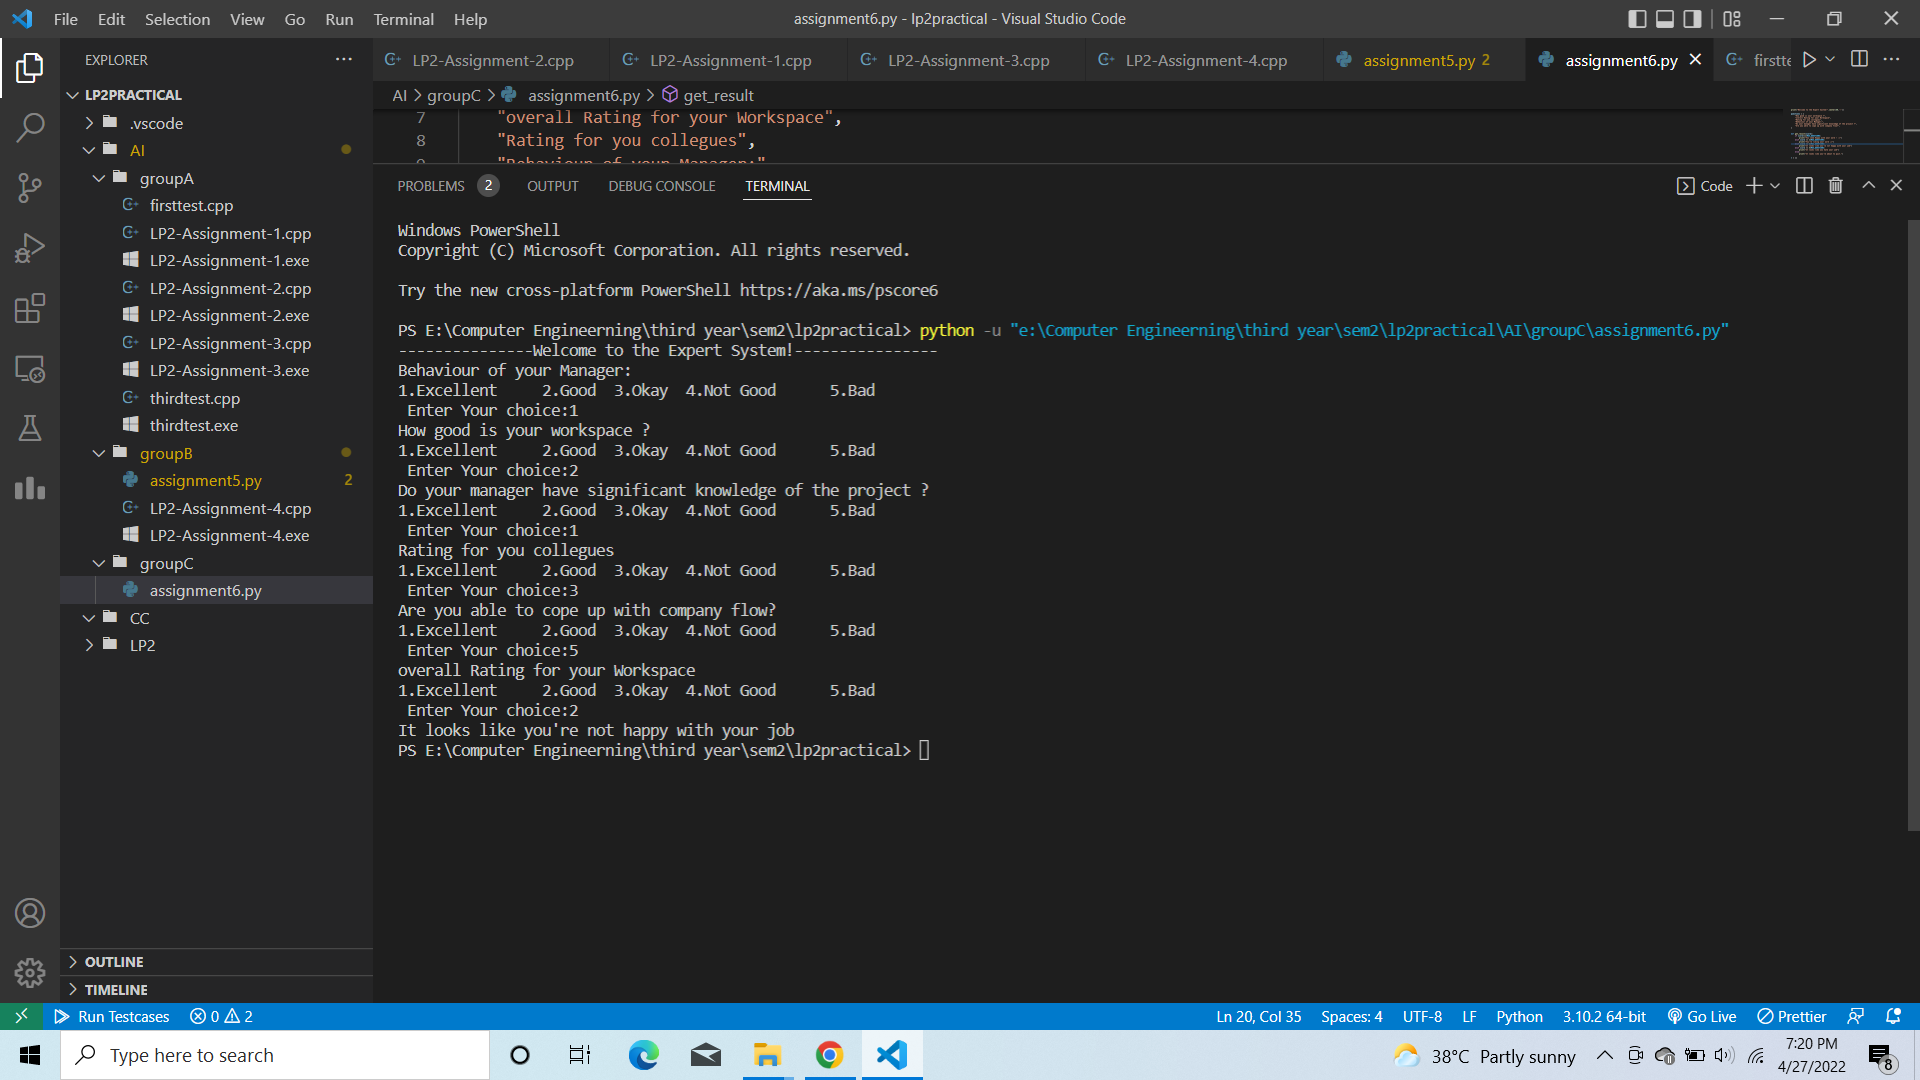 File Edit Selection View Go Run Terminal Help
assignment6.py - lp2practical - Visual Studio Code
EXPLORER
LP2PRACTICAL
.vscode
AI
groupA
firsttest.cpp
LP2-Assignment-1.cpp
LP2-Assignment-1.exe
LP2-Assignment-2.cpp
LP2-Assignment-2.exe
LP2-Assignment-3.cpp
LP2-Assignment-3.exe
thirdtest.cpp
thirdtest.exe
groupB
assignment5.py 2
LP2-Assignment-4.cpp
LP2-Assignment-4.exe
groupC
assignment6.py
CC
LP2
OUTLINE
TIMELINE
LP2-Assignment-2.cpp LP2-Assignment-1.cpp LP2-Assignment-3.cpp LP2-Assignment-4.cpp assignment5.py 2 assignment6.py firstte
AI > groupC > assignment6.py > get_result
7 "overall Rating for your Workspace",
8 "Rating for you collegues",
9 "Behaviour of your Manager:"
PROBLEMS 2 OUTPUT DEBUG CONSOLE TERMINAL
Code
Windows PowerShell
Copyright (C) Microsoft Corporation. All rights reserved.
Try the new cross-platform PowerShell https://aka.ms/pscore6
PS E:\Computer Engineerning\third year\sem2\lp2practical> python -u "e:\Computer Engineerning\third year\sem2\lp2practical\AI\groupC\assignment6.py"
---------------Welcome to the Expert System!----------------
Behaviour of your Manager:
1.Excellent 2.Good 3.Okay 4.Not Good 5.Bad
Enter Your choice:1
How good is your workspace ?
1.Excellent 2.Good 3.Okay 4.Not Good 5.Bad
Enter Your choice:2
Do your manager have significant knowledge of the project ?
1.Excellent 2.Good 3.Okay 4.Not Good 5.Bad
Enter Your choice:1
Rating for you collegues
1.Excellent 2.Good 3.Okay 4.Not Good 5.Bad
Enter Your choice:3
Are you able to cope up with company flow?
1.Excellent 2.Good 3.Okay 4.Not Good 5.Bad
Enter Your choice:5
overall Rating for your Workspace
1.Excellent 2.Good 3.Okay 4.Not Good 5.Bad
Enter Your choice:2
It looks like you're not happy with your job
PS E:\Computer Engineerning\third year\sem2\lp2practical>
Run Testcases 0 2
Ln 20, Col 35 Spaces: 4 UTF-8 LF Python 3.10.2 64-bit Go Live Prettier
Type here to search
38°C Partly sunny
7:20 PM
4/27/2022
8